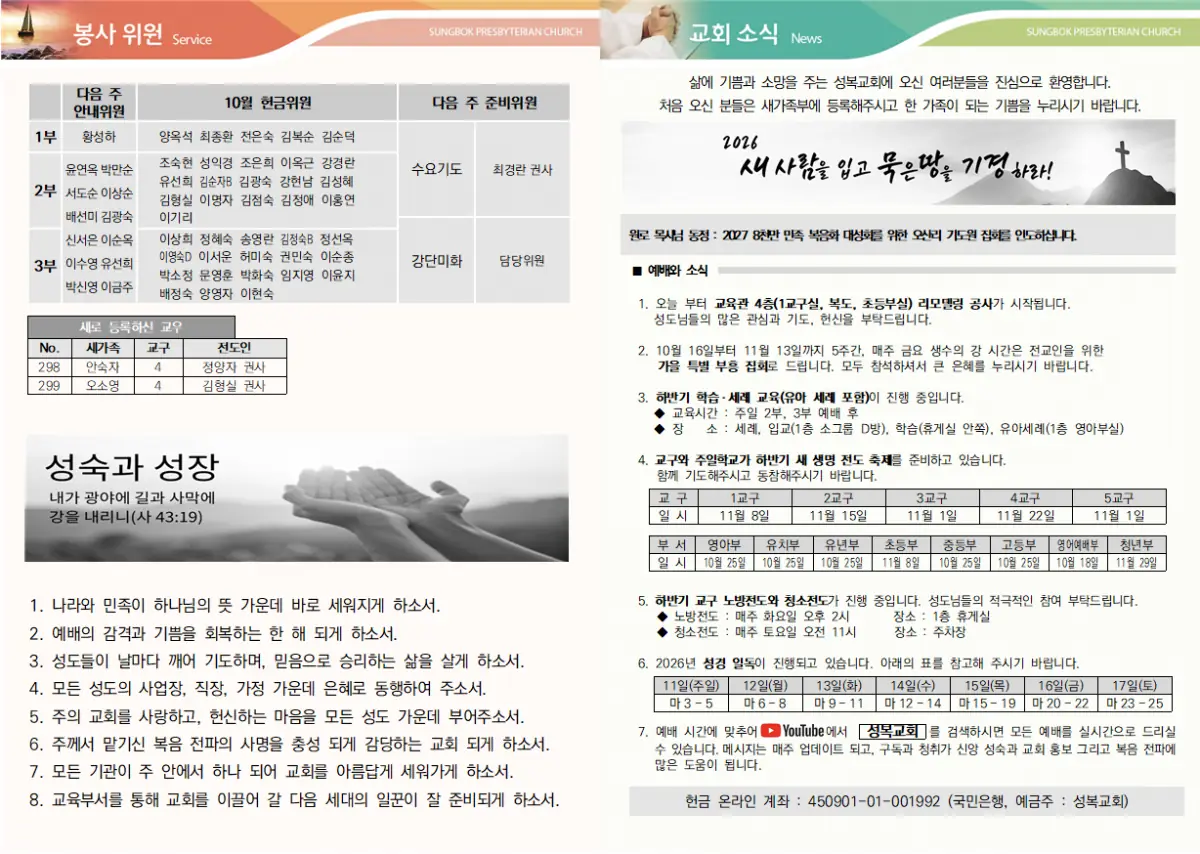 봉사 위원 Service
SUNGBOK PRESBYTERIAN CHURCH
다음 주 안내위원 10월 헌금위원 다음 주 준비위원
1부 황성하 양옥석 최종환 전은숙 김복순 김순덕
2부 윤연옥 박만순
서도순 이상순
배선미 김광숙
조숙현 성익경 조은희 이옥근 강경란
유선희 김순자B 김광숙 강헌남 김성혜
김형실 이명자 김점숙 김정애 이홍연
이기리
수요기도 최경란 권사
3부 신서은 이순옥
이수영 유선희
박신영 이금주
이상희 정혜숙 송영란 김정숙B 정선옥
이영숙D 이서운 허미숙 권민숙 이순종
박소정 문영훈 박화숙 임지영 이윤지
배정숙 양영자 이현숙
강단미화 담당위원
새로 등록하신 교우
No. 새가족 교구 전도인
298 안숙자 4 정양자 권사
299 오소영 4 김형실 권사
성숙과 성장
내가 광야에 길과 사막에
강을 내리니(사 43:19)
1. 나라와 민족이 하나님의 뜻 가운데 바로 세워지게 하소서.
2. 예배의 감격과 기쁨을 회복하는 한 해 되게 하소서.
3. 성도들이 날마다 깨어 기도하며, 믿음으로 승리하는 삶을 살게 하소서.
4. 모든 성도의 사업장, 직장, 가정 가운데 은혜로 동행하여 주소서.
5. 주의 교회를 사랑하고, 헌신하는 마음을 모든 성도 가운데 부어주소서.
6. 주께서 맡기신 복음 전파의 사명을 충성 되게 감당하는 교회 되게 하소서.
7. 모든 기관이 주 안에서 하나 되어 교회를 아름답게 세워가게 하소서.
8. 교육부서를 통해 교회를 이끌어 갈 다음 세대의 일꾼이 잘 준비되게 하소서.
교회 소식 News
SUNGBOK PRESBYTERIAN CHURCH
삶에 기쁨과 소망을 주는 성복교회에 오신 여러분들을 진심으로 환영합니다.
처음 오신 분들은 새가족부에 등록해주시고 한 가족이 되는 기쁨을 누리시기 바랍니다.
2026
새 사람을 입고 묵은땅을 기경하라!
원로 목사님 동정 : 2027 8천만 민족 복음화 대성회를 위한 오산리 기도원 집회를 인도하십니다.
■ 예배와 소식
1. 오늘 부터 교육관 4층(1교구실, 복도, 초등부실) 리모델링 공사가 시작됩니다.
성도님들의 많은 관심과 기도, 헌신을 부탁드립니다.
2. 10월 16일부터 11월 13일까지 5주간, 매주 금요 생수의 강 시간은 전교인을 위한
가을 특별 부흥 집회로 드립니다. 모두 참석하셔서 큰 은혜를 누리시기 바랍니다.
3. 하반기 학습·세례 교육(유아 세례 포함)이 진행 중입니다.
◆ 교육시간 : 주일 2부, 3부 예배 후
◆ 장 소 : 세례, 입교(1층 소그룹 D방), 학습(휴게실 안쪽), 유아세례(1층 영아부실)
4. 교구와 주일학교가 하반기 새 생명 전도 축제를 준비하고 있습니다.
함께 기도해주시고 동참해주시기 바랍니다.
교 구 1교구 2교구 3교구 4교구 5교구
일 시 11월 8일 11월 15일 11월 1일 11월 22일 11월 1일
부 서 영아부 유치부 유년부 초등부 중등부 고등부 영어예배부 청년부
일 시 10월 25일 10월 25일 10월 25일 11월 8일 10월 25일 10월 25일 10월 18일 11월 29일
5. 하반기 교구 노방전도와 청소전도가 진행 중입니다. 성도님들의 적극적인 참여 부탁드립니다.
◆ 노방전도 : 매주 화요일 오후 2시 장소 : 1층 휴게실
◆ 청소전도 : 매주 토요일 오전 11시 장소 : 주차장
6. 2026년 성경 일독이 진행되고 있습니다. 아래의 표를 참고해 주시기 바랍니다.
11일(주일) 12일(월) 13일(화) 14일(수) 15일(목) 16일(금) 17일(토)
마 3 - 5 마 6 - 8 마 9 - 11 마 12 - 14 마 15 - 19 마 20 - 22 마 23 - 25
7. 예배 시간에 맞추어 YouTube에서 성복교회 를 검색하시면 모든 예배를 실시간으로 드리실
수 있습니다. 메시지는 매주 업데이트 되고, 구독과 청취가 신앙 성숙과 교회 홍보 그리고 복음 전파에
많은 도움이 됩니다.
헌금 온라인 계좌 : 450901-01-001992 (국민은행, 예금주 : 성복교회)